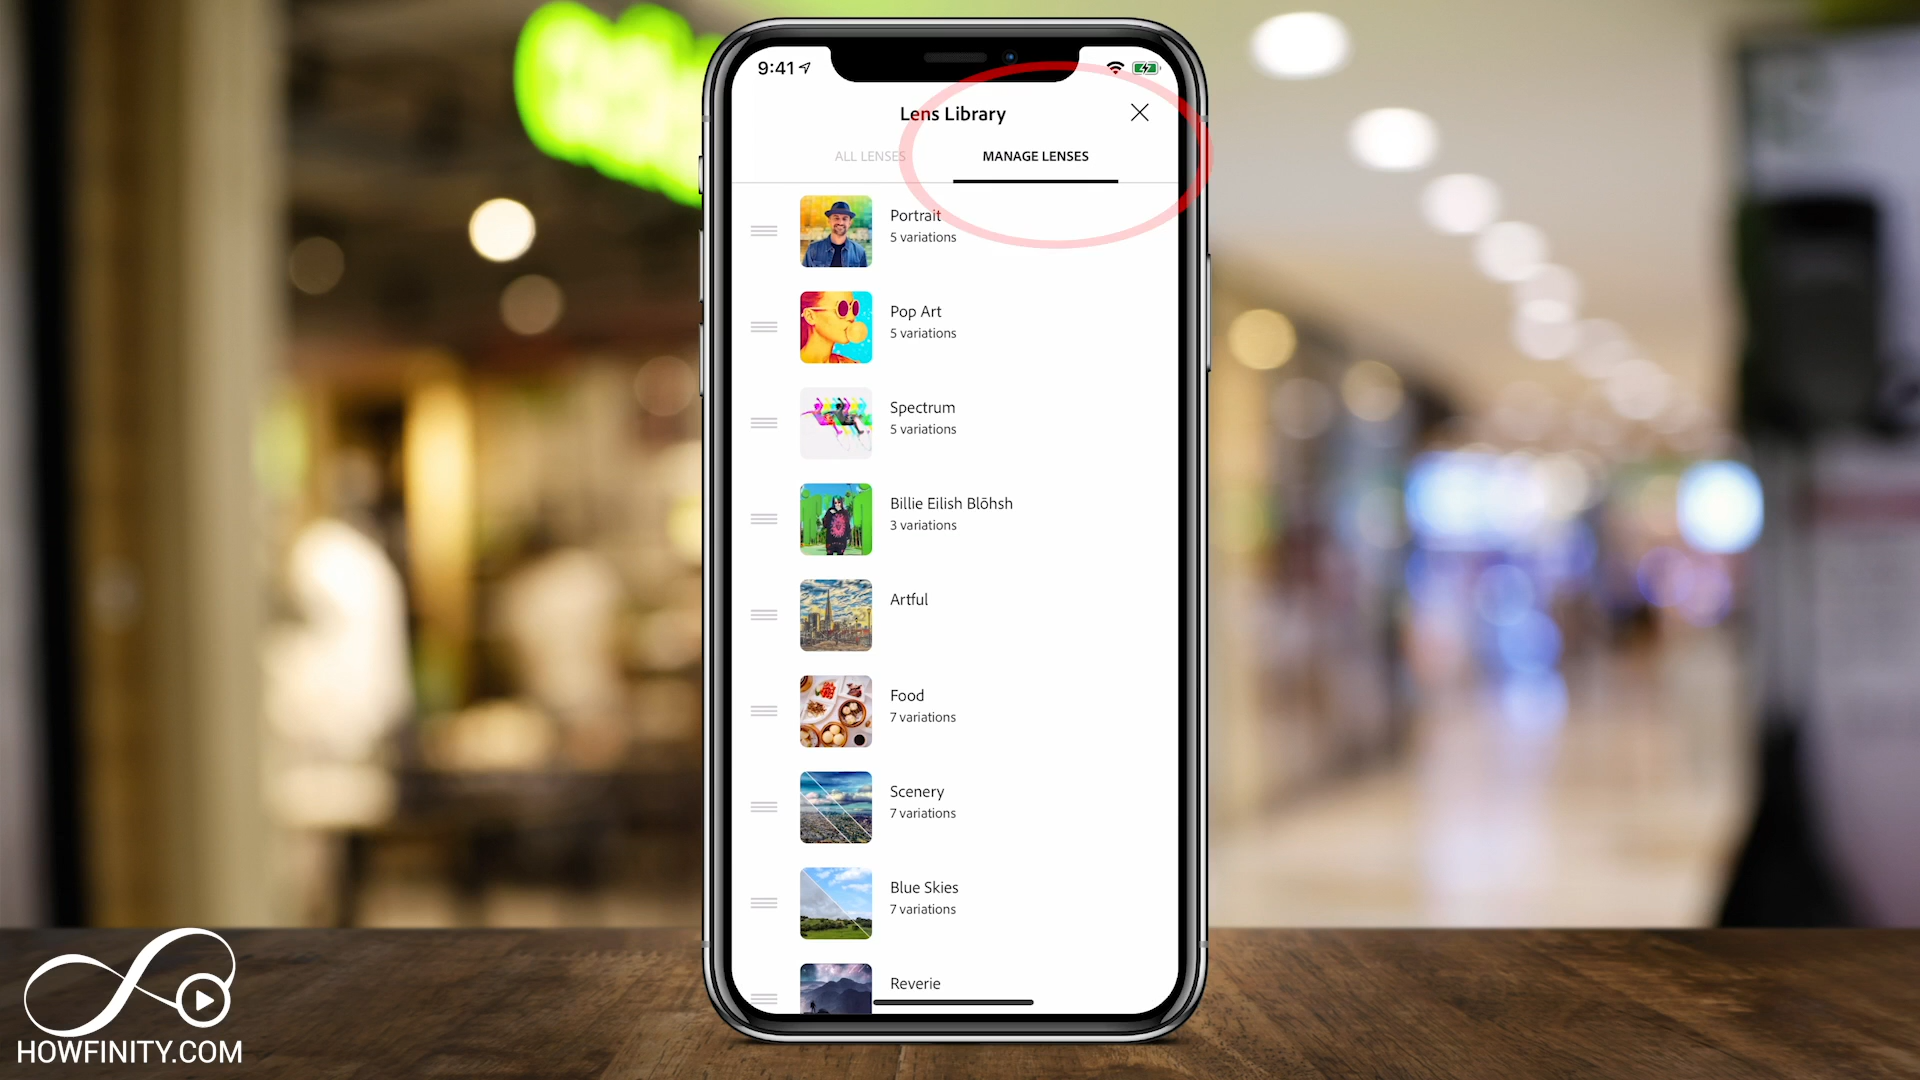 9:41
Lens Library
ALL LENSES
MANAGE LENSES
Portrait
5 variations
Pop Art
5 variations
Spectrum
5 variations
Billie Eilish Blōhsh
3 variations
Artful
Food
7 variations
Scenery
7 variations
Blue Skies
7 variations
Reverie
HOWFINITY.COM